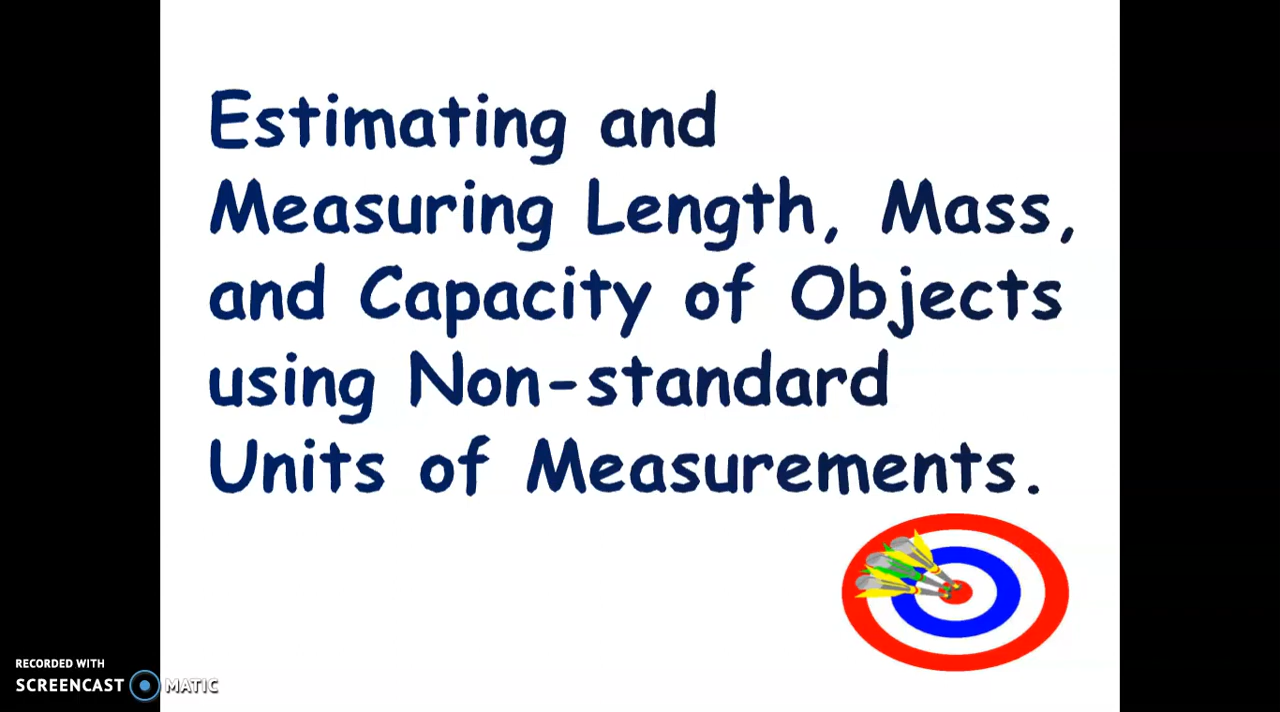 Estimating and
Measuring Length, Mass,
and Capacity of Objects
using Non-standard
Units of Measurements.
RECORDED WITH
SCREENCAST MATIC